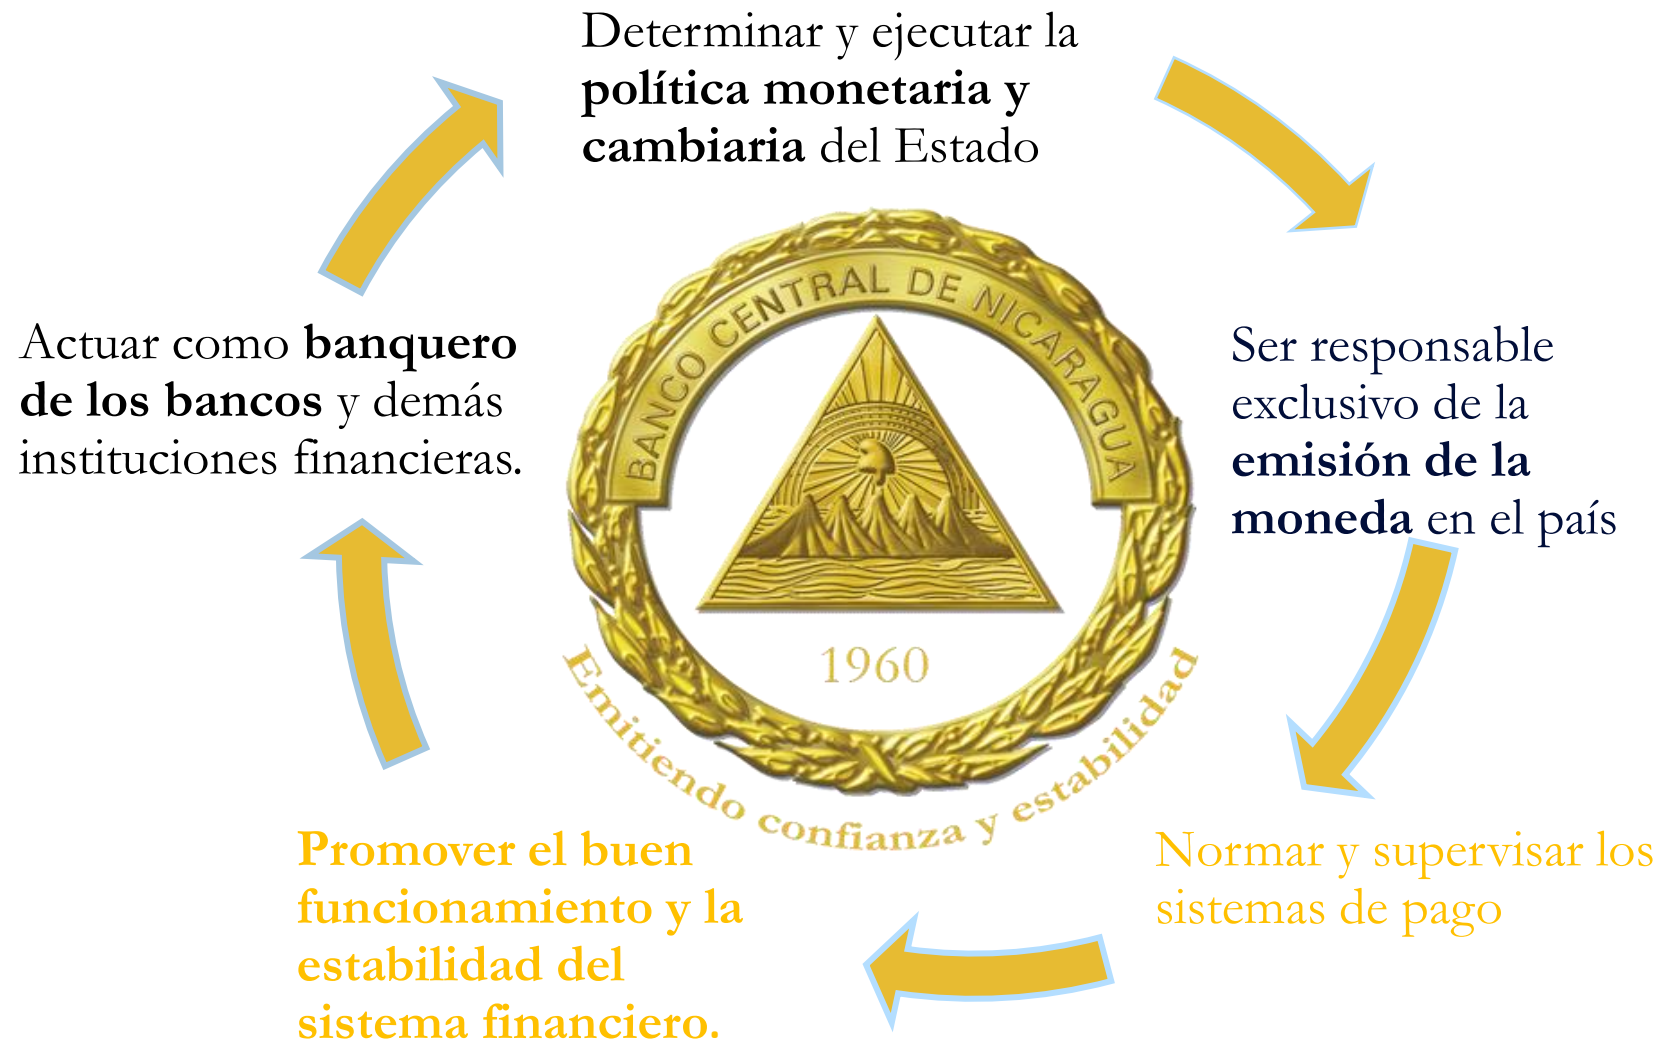 Determinar y ejecutar la
política monetaria y
cambiaria del Estado
Ser responsable
exclusivo de la
emisión de la
moneda en el país
Normar y supervisar los
sistemas de pago
Promover el buen
funcionamiento y la
estabilidad del
sistema financiero.
Actuar como banquero
de los bancos y demás
instituciones financieras.
BANCO CENTRAL DE NICARAGUA
1960
Emitiendo confianza y estabilidad